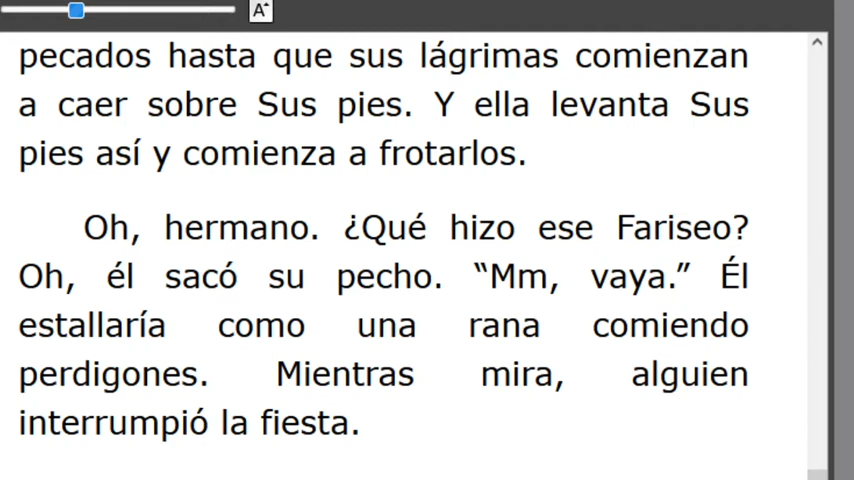 A
pecados hasta que sus lágrimas comienzan
a caer sobre Sus pies. Y ella levanta Sus
pies así y comienza a frotarlos.
Oh, hermano. ¿Qué hizo ese Fariseo?
Oh, él sacó su pecho. “Mm, vaya.” Él
estallaría como una rana comiendo
perdigones. Mientras mira, alguien
interrumpió la fiesta.